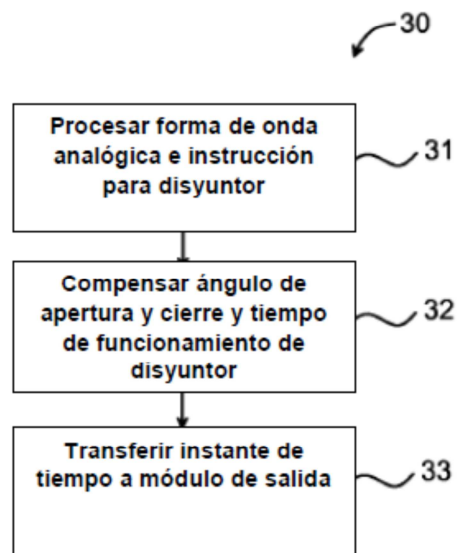 30
Procesar forma de onda
analógica e instrucción
para disyuntor
31
Compensar ángulo de
apertura y cierre y tiempo
de funcionamiento de
disyuntor
32
Transferir instante de
tiempo a módulo de salida
33